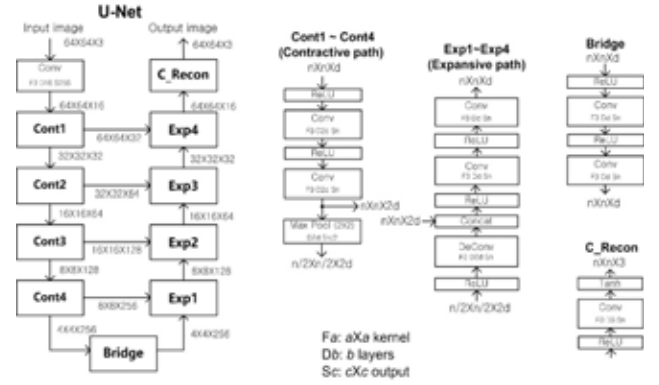 U-Net
Input image
Output image
64X64X3
64X64X3
Conv
C_Recon
64X64X16
64X64X16
Cont1
Exp4
64X64X32
32X32X32
32X32X32
Cont2
Exp3
32X32X64
16X16X64
16X16X64
Cont3
Exp2
16X16X128
8X8X128
8X8X128
Cont4
Exp1
8X8X256
4X4X256
4X4X256
Bridge
Cont1 ~ Cont4
(Contractive path)
nXnXd
ReLU
Conv
ReLU
Conv
nXnX2d
Max Pool (2X2)
n/2Xn/2X2d
Exp1~Exp4
(Expansive path)
nXnXd
Conv
ReLU
Conv
ReLU
nXnX2d
Concat
DeConv
ReLU
n/2Xn/2X2d
Bridge
nXnXd
ReLU
Conv
ReLU
Conv
nXnXd
C_Recon
nXnX3
Tanh
Conv
ReLU
Fa: aXa kernel
Db: b layers
Sc: cXc output